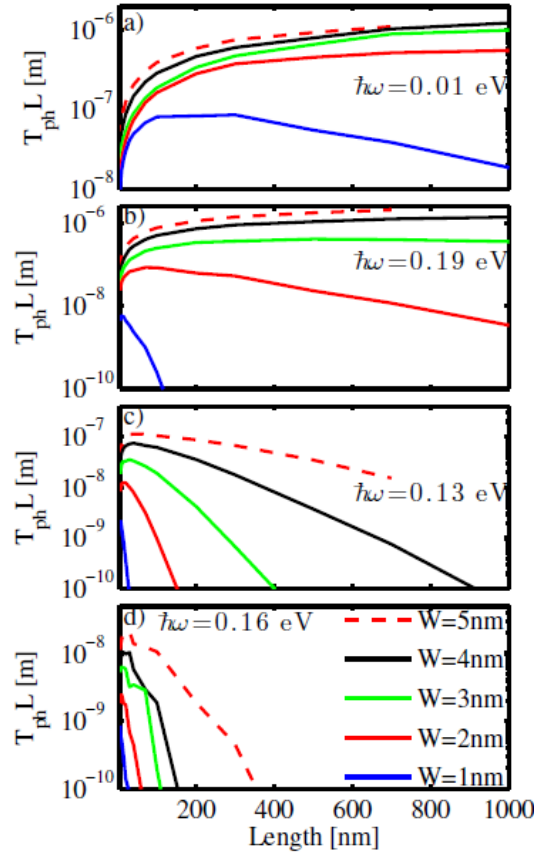 a)
10⁻⁶
10⁻⁷
10⁻⁸
T_ph L [m]
ħω=0.01 eV
b)
10⁻⁶
10⁻⁸
10⁻¹⁰
T_ph L [m]
ħω=0.19 eV
c)
10⁻⁷
10⁻⁸
10⁻⁹
10⁻¹⁰
T_ph L [m]
ħω=0.13 eV
d)
ħω=0.16 eV
10⁻⁸
10⁻⁹
10⁻¹⁰
T_ph L [m]
W=5nm
W=4nm
W=3nm
W=2nm
W=1nm
200 400 600 800 1000
Length [nm]